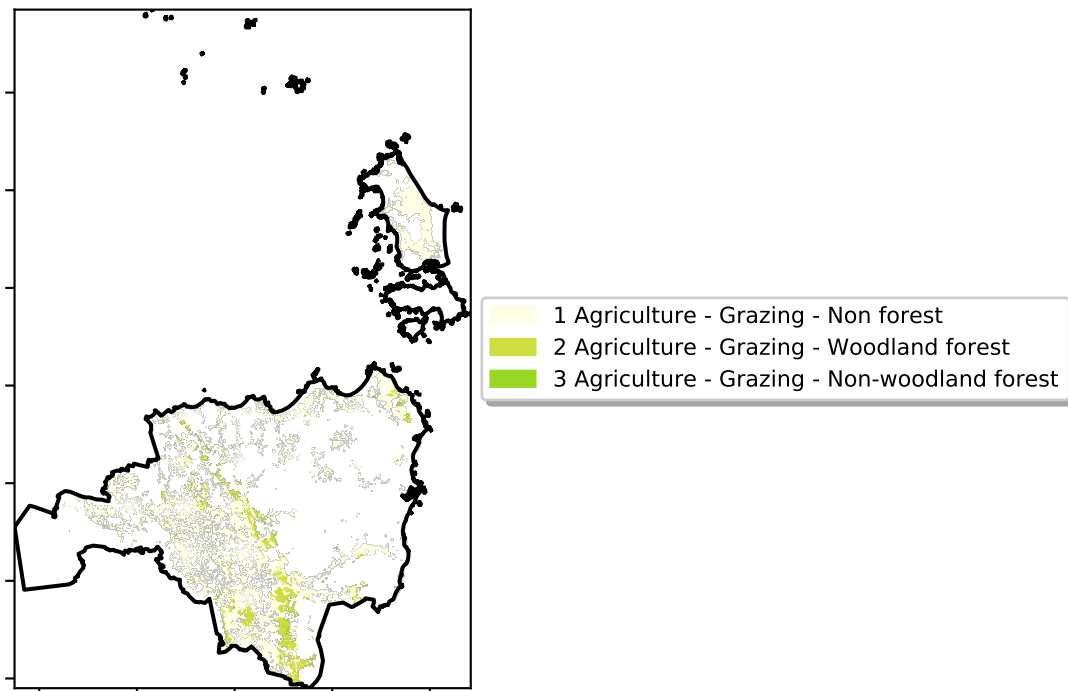 1 Agriculture - Grazing - Non forest
2 Agriculture - Grazing - Woodland forest
3 Agriculture - Grazing - Non-woodland forest